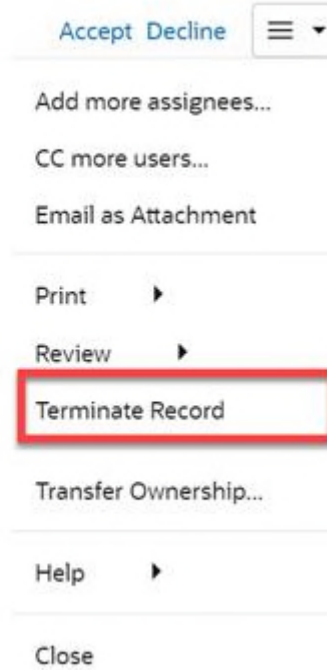 Accept Decline
Add more assignees...
CC more users...
Email as Attachment
Print
Review
Terminate Record
Transfer Ownership...
Help
Close